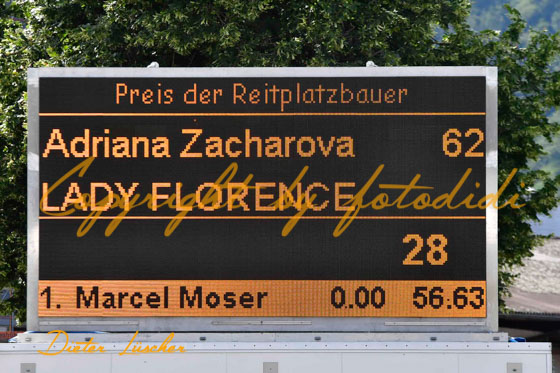 Preis der Reitplatzbauer
Adriana Zacharova 62
LADY FLORENCE
Copyright by fotodidi
28
1. Marcel Moser 0.00 56.63
Dieter Lüscher